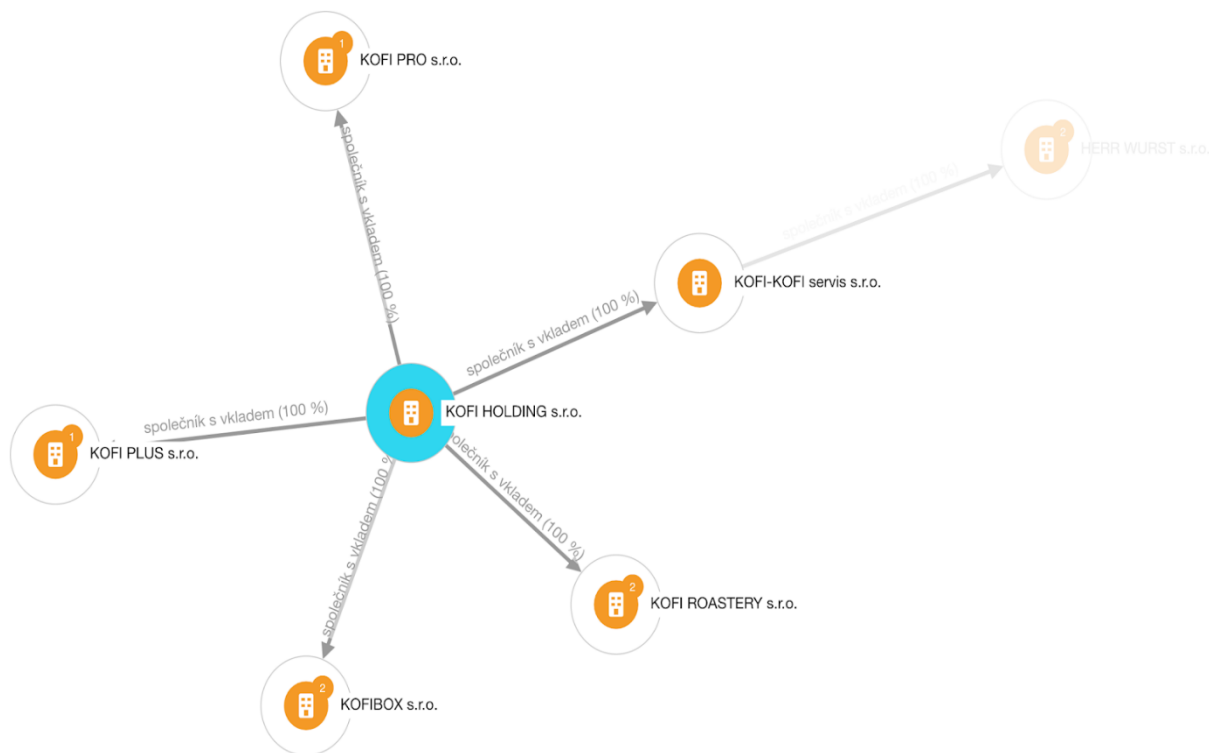 1
KOFI PRO s.r.o.
společník s vkladem (100 %)
2
HERR WURST s.r.o.
společník s vkladem (100 %)
KOFI-KOFI servis s.r.o.
společník s vkladem (100 %)
KOFI HOLDING s.r.o.
společník s vkladem (100 %)
1
KOFI PLUS s.r.o.
společník s vkladem (100 %)
společník s vkladem (100 %)
2
KOFI ROASTERY s.r.o.
2
KOFIBOX s.r.o.